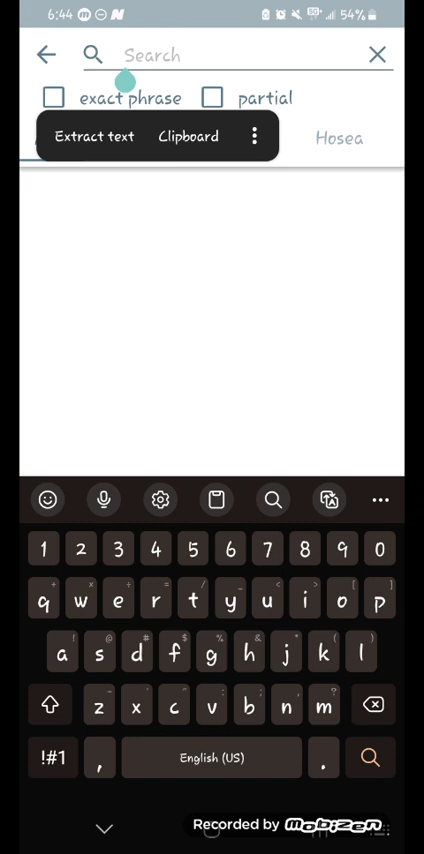 6:44 54%
Search
exact phrase partial
Extract text Clipboard
Hosea
1 2 3 4 5 6 7 8 9 0
q w e r t y u i o p
a s d f g h j k l
z x c v b n m
!#1 , English (US) .
Recorded by mobizen